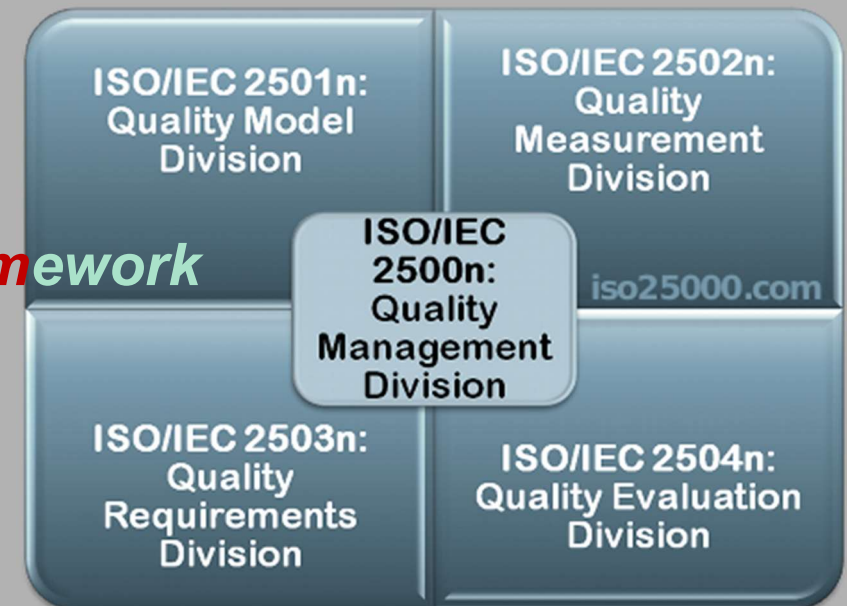 ISO/IEC 2501n:
Quality Model
Division
ISO/IEC 2502n:
Quality
Measurement
Division
mework
ISO/IEC
2500n:
Quality
Management
Division
iso25000.com
ISO/IEC 2503n:
Quality
Requirements
Division
ISO/IEC 2504n:
Quality Evaluation
Division